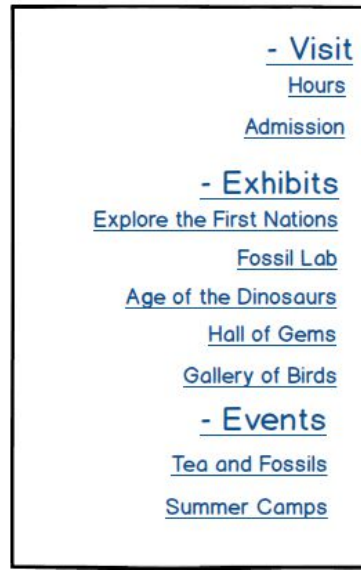 - Visit
Hours
Admission
- Exhibits
Explore the First Nations
Fossil Lab
Age of the Dinosaurs
Hall of Gems
Gallery of Birds
- Events
Tea and Fossils
Summer Camps